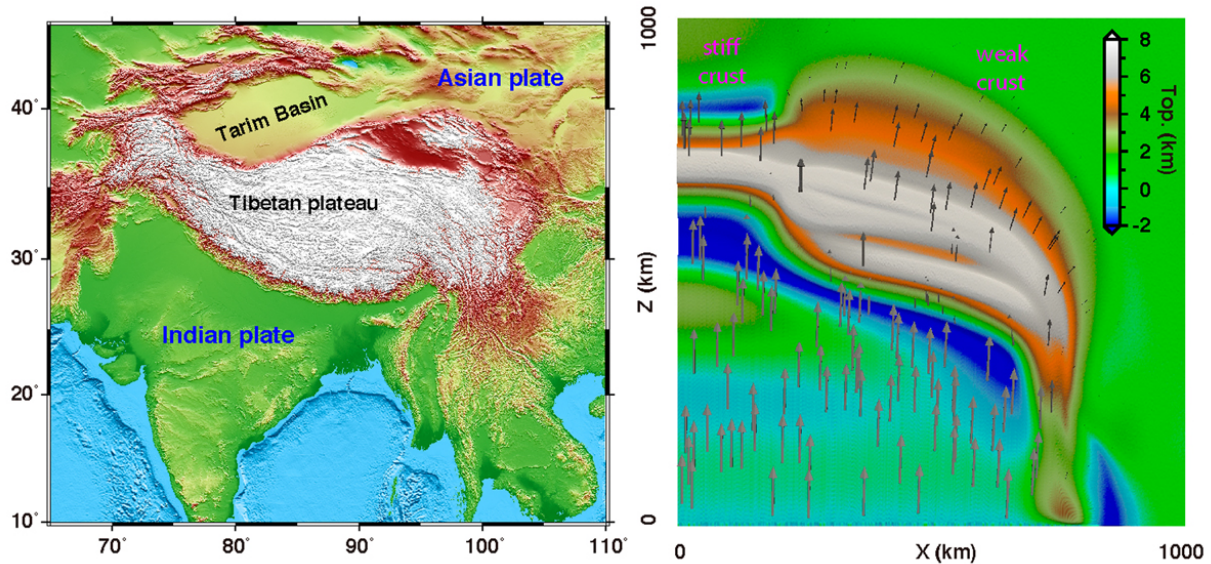 40°
30°
20°
10°
70°
80°
90°
100°
110°
Asian plate
Tarim Basin
Tibetan plateau
Indian plate
1000
Z (km)
0
stiff
crust
weak
crust
8
6
4
2
0
-2
Top. (km)
0
X (km)
1000